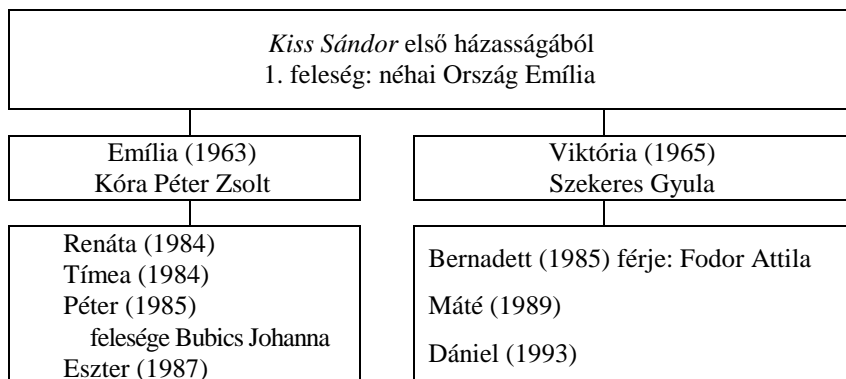 Kiss Sándor első házasságából
1. feleség: néhai Ország Emília
Emília (1963)
Kóra Péter Zsolt
Viktória (1965)
Szekeres Gyula
Renáta (1984)
Tímea (1984)
Péter (1985)
felesége Bubics Johanna
Eszter (1987)
Bernadett (1985) férje: Fodor Attila
Máté (1989)
Dániel (1993)